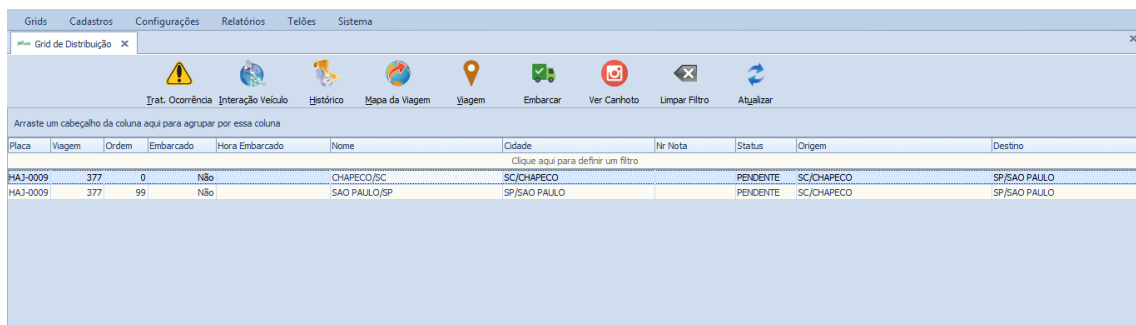 Grids Cadastros Configurações Relatórios Telões Sistema
Grid de Distribuição X
Trat. Ocorrência Interação Veículo Histórico Mapa da Viagem Viagem Embarcar Ver Canhoto Limpar Filtro Atualizar
Arraste um cabeçalho da coluna aqui para agrupar por essa coluna
Placa Viagem Ordem Embarcado Hora Embarcado Nome Cidade Nr Nota Status Origem Destino
Clique aqui para definir um filtro
HAJ-0009 377 0 Não CHAPECO/SC SC/CHAPECO PENDENTE SC/CHAPECO SP/SAO PAULO
HAJ-0009 377 99 Não SAO PAULO/SP SP/SAO PAULO PENDENTE SC/CHAPECO SP/SAO PAULO